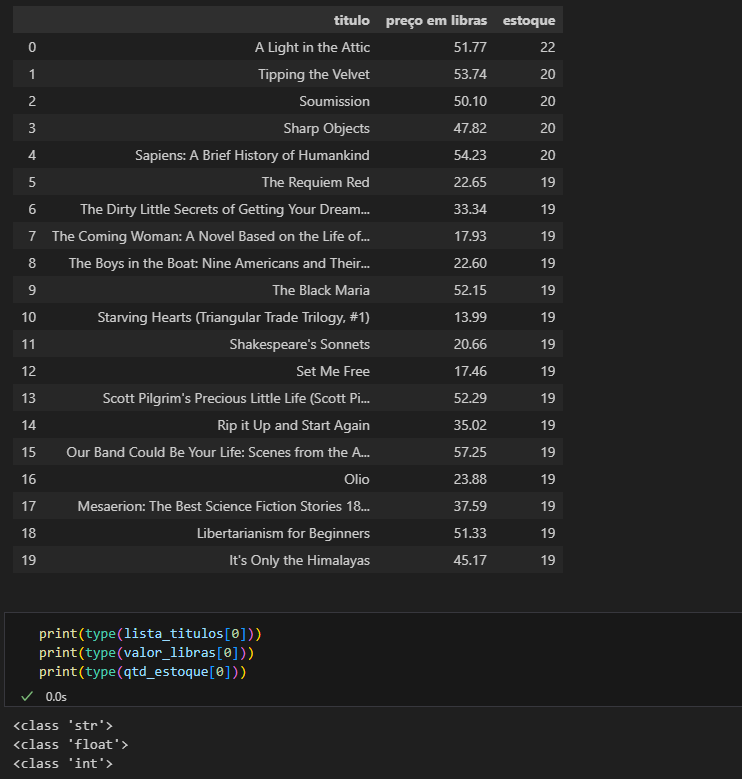 titulo preço em libras estoque
0 A Light in the Attic 51.77 22
1 Tipping the Velvet 53.74 20
2 Soumission 50.10 20
3 Sharp Objects 47.82 20
4 Sapiens: A Brief History of Humankind 54.23 20
5 The Requiem Red 22.65 19
6 The Dirty Little Secrets of Getting Your Dream... 33.34 19
7 The Coming Woman: A Novel Based on the Life of... 17.93 19
8 The Boys in the Boat: Nine Americans and Their... 22.60 19
9 The Black Maria 52.15 19
10 Starving Hearts (Triangular Trade Trilogy, #1) 13.99 19
11 Shakespeare's Sonnets 20.66 19
12 Set Me Free 17.46 19
13 Scott Pilgrim's Precious Little Life (Scott Pi... 52.29 19
14 Rip it Up and Start Again 35.02 19
15 Our Band Could Be Your Life: Scenes from the A... 57.25 19
16 Olio 23.88 19
17 Mesaerion: The Best Science Fiction Stories 18... 37.59 19
18 Libertarianism for Beginners 51.33 19
19 It's Only the Himalayas 45.17 19
print(type(lista_titulos[0]))
print(type(valor_libras[0]))
print(type(qtd_estoque[0]))
0.0s
<class 'str'>
<class 'float'>
<class 'int'>